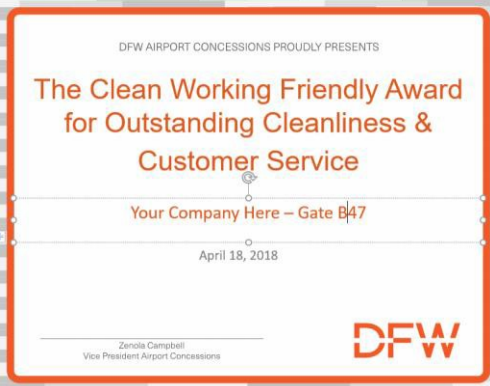 DFW AIRPORT CONCESSIONS PROUDLY PRESENTS
The Clean Working Friendly Award
for Outstanding Cleanliness &
Customer Service
Your Company Here – Gate B47
April 18, 2018
Zenola Campbell
Vice President Airport Concessions
DFW